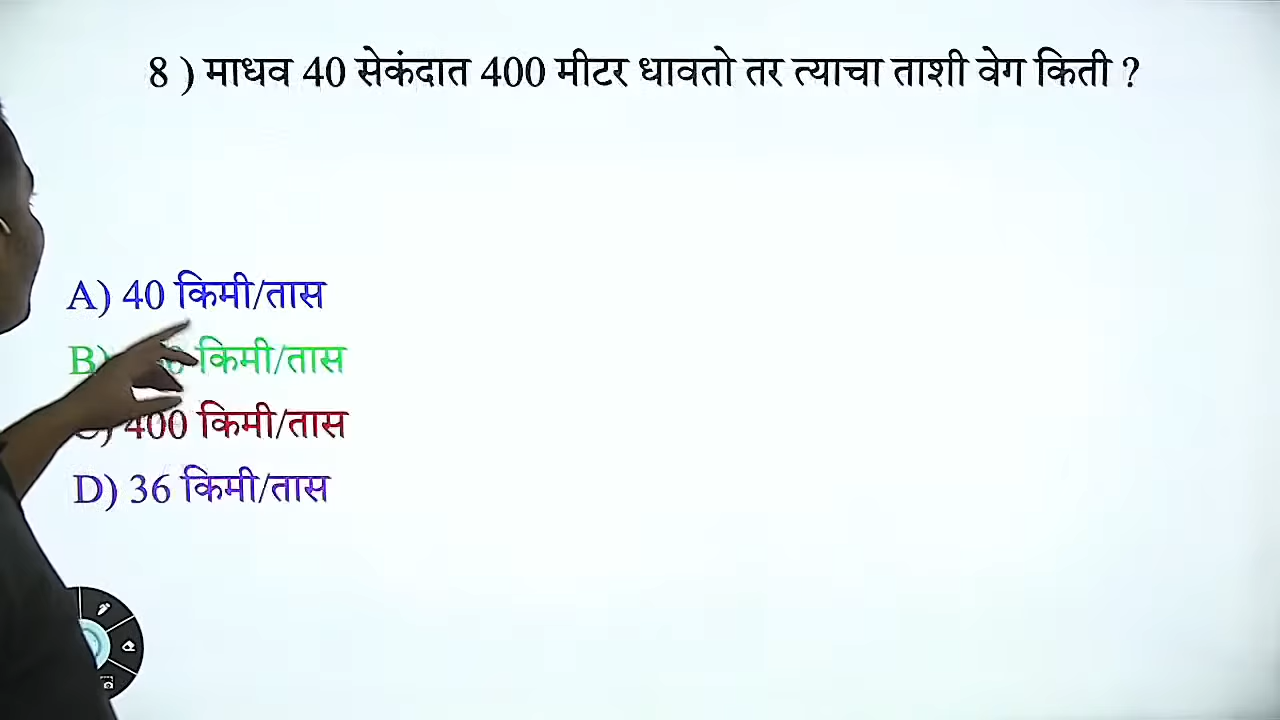 8 ) माधव 40 सेकंदात 400 मीटर धावतो तर त्याचा ताशी वेग किती ?
A) 40 किमी/तास
B) किमी/तास
C) 400 किमी/तास
D) 36 किमी/तास